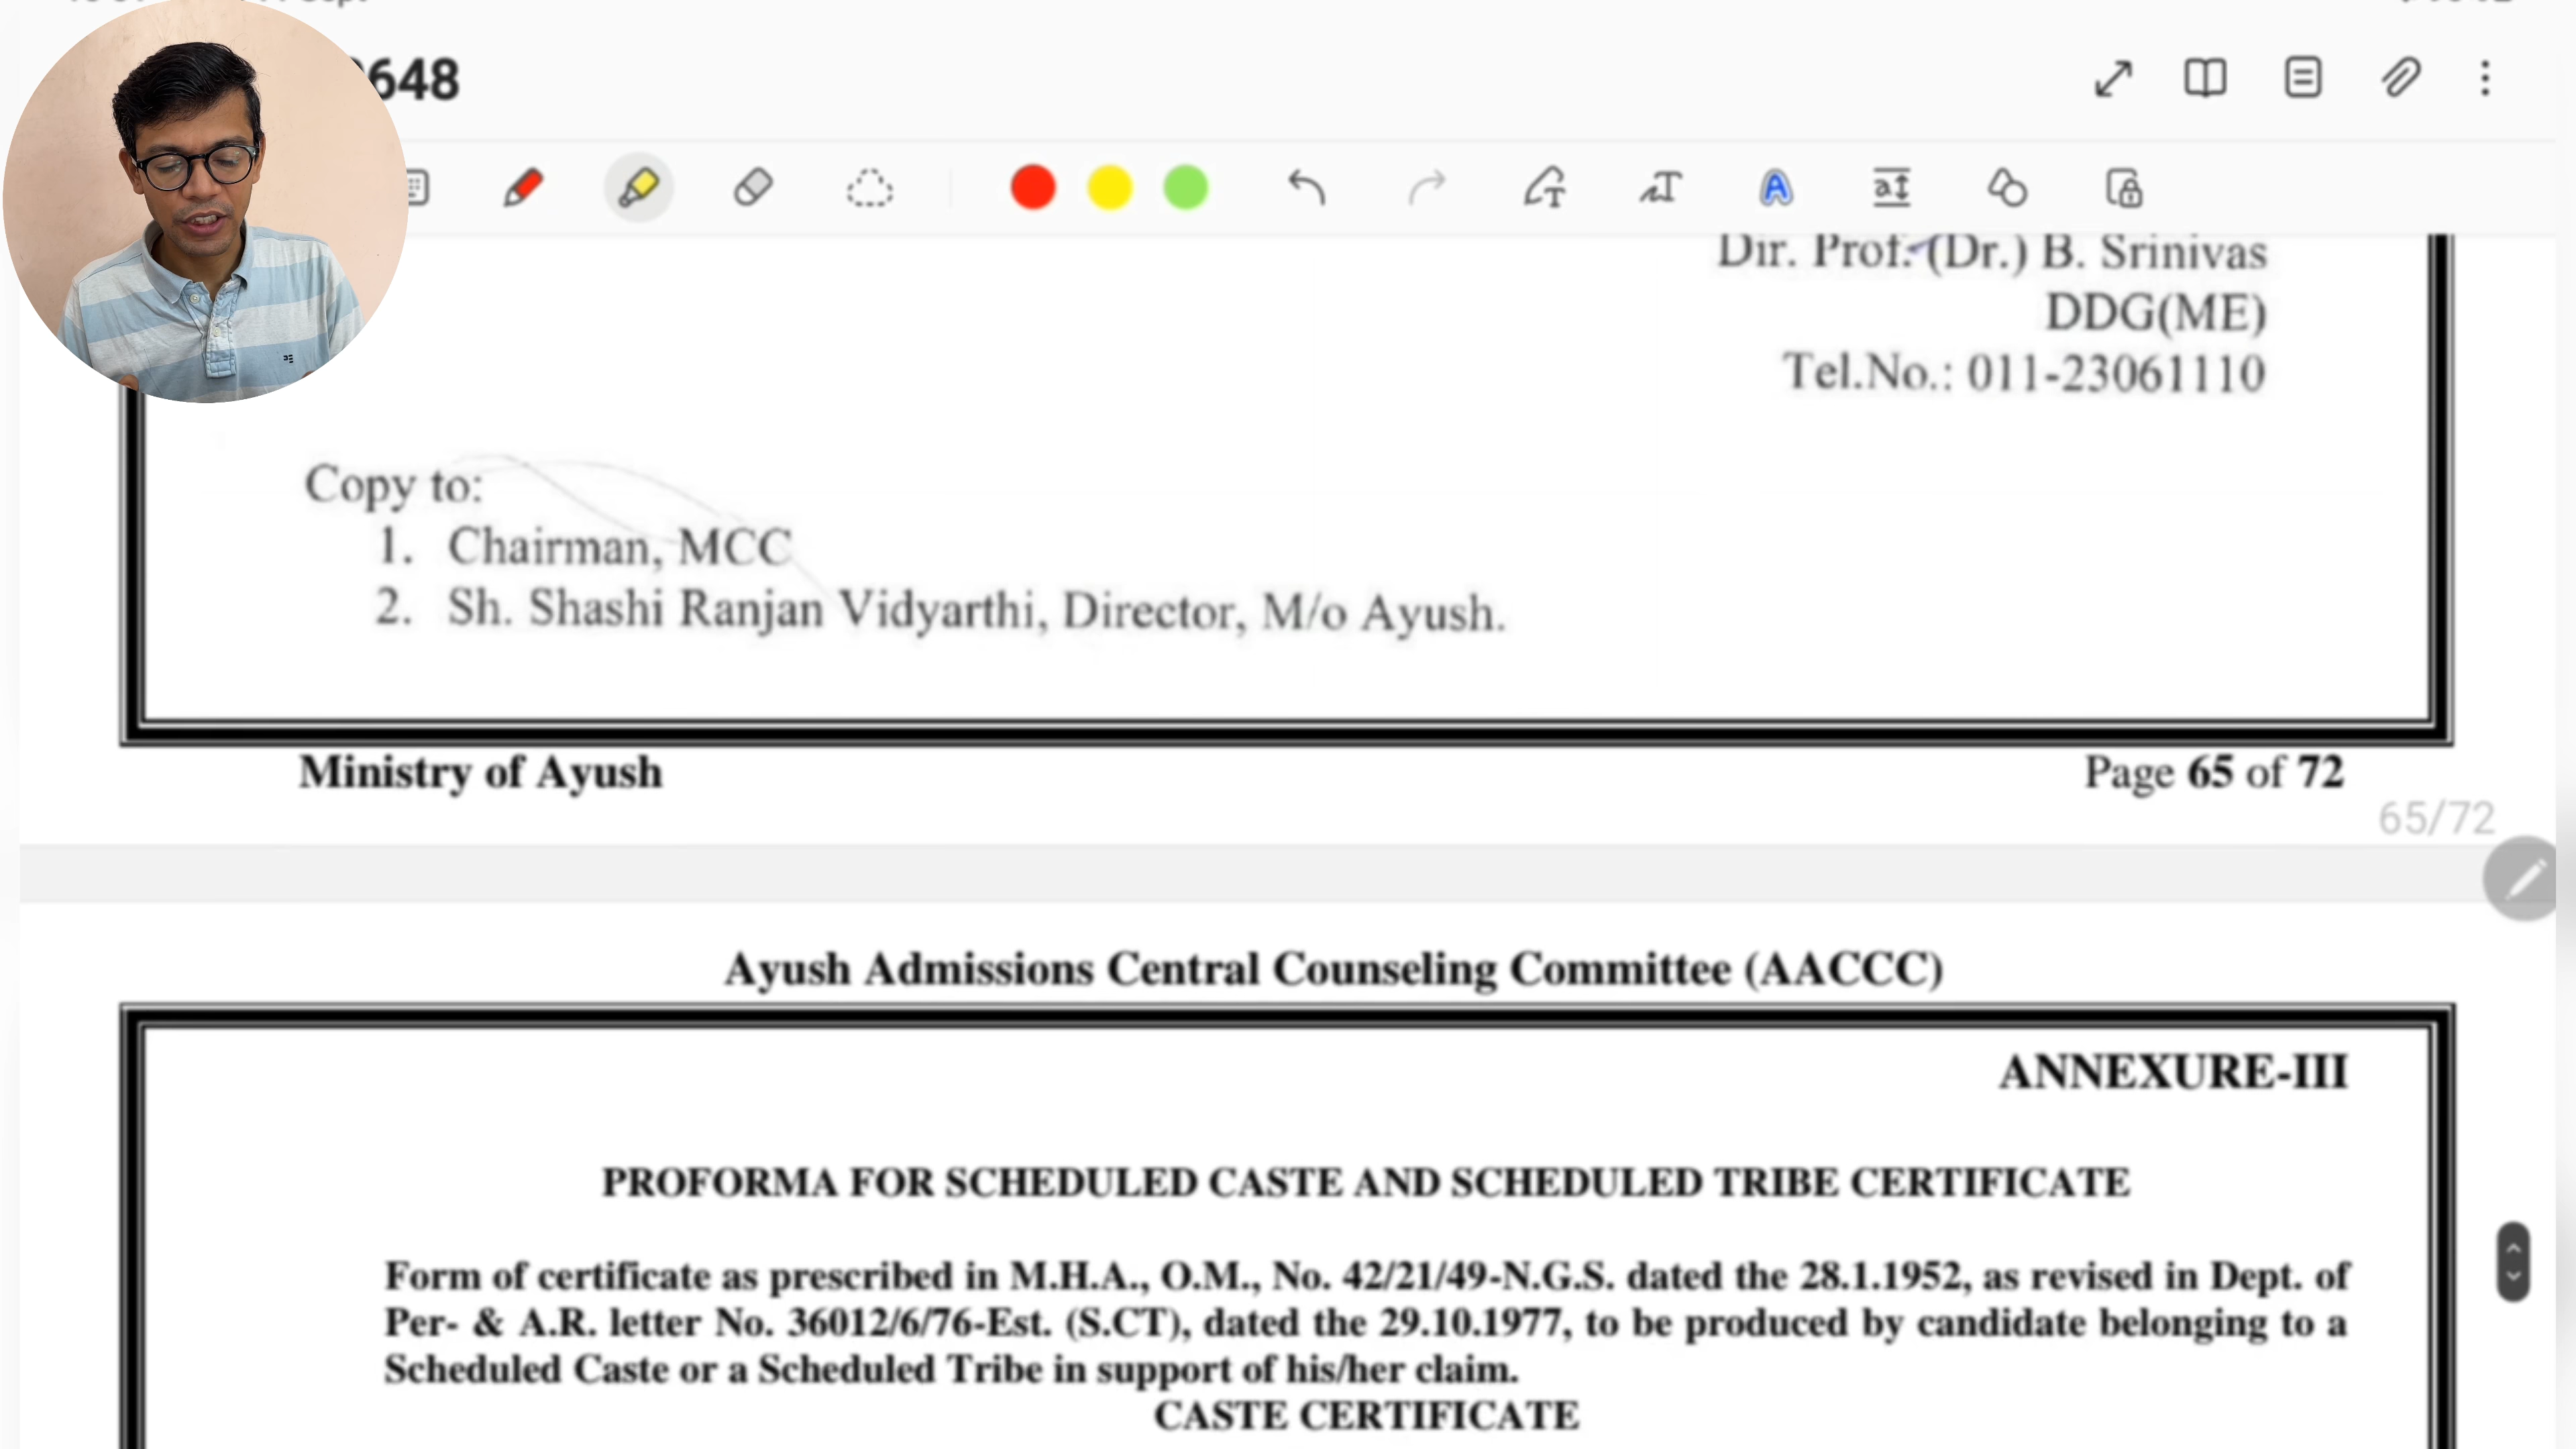 648
Dir. Prof. (Dr.) B. Srinivas
DDG(ME)
Tel.No.: 011-23061110
Copy to:
1. Chairman, MCC
2. Sh. Shashi Ranjan Vidyarthi, Director, M/o Ayush.
Ministry of Ayush
Page 65 of 72
65/72
Ayush Admissions Central Counseling Committee (AACCC)
ANNEXURE-III
PROFORMA FOR SCHEDULED CASTE AND SCHEDULED TRIBE CERTIFICATE
Form of certificate as prescribed in M.H.A., O.M., No. 42/21/49-N.G.S. dated the 28.1.1952, as revised in Dept. of
Per- & A.R. letter No. 36012/6/76-Est. (S.CT), dated the 29.10.1977, to be produced by candidate belonging to a
Scheduled Caste or a Scheduled Tribe in support of his/her claim.
CASTE CERTIFICATE